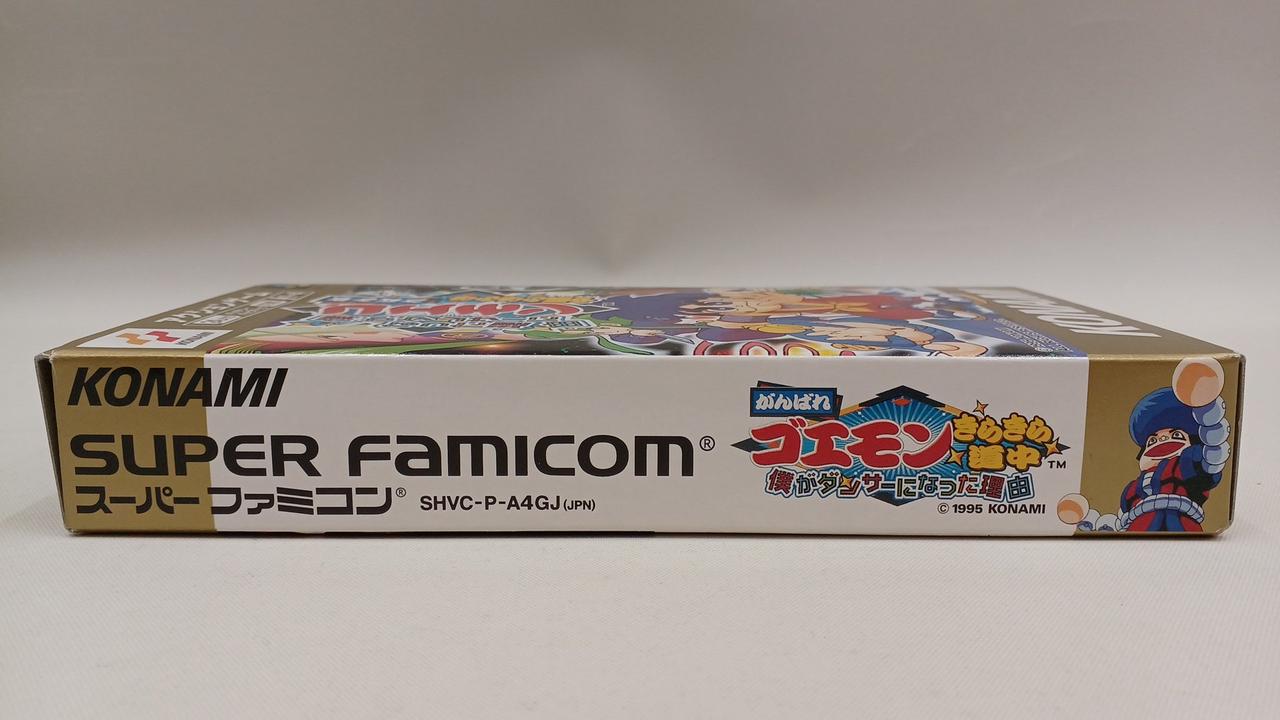 KONAMI
SUPER FAMICOM®
スーパーファミコン®
SHVC-P-A4GJ(JPN)
がんばれ
ゴエモン
きらきら
道中
TM
僕がダンサーになった理由
© 1995 KONAMI
KONAMI